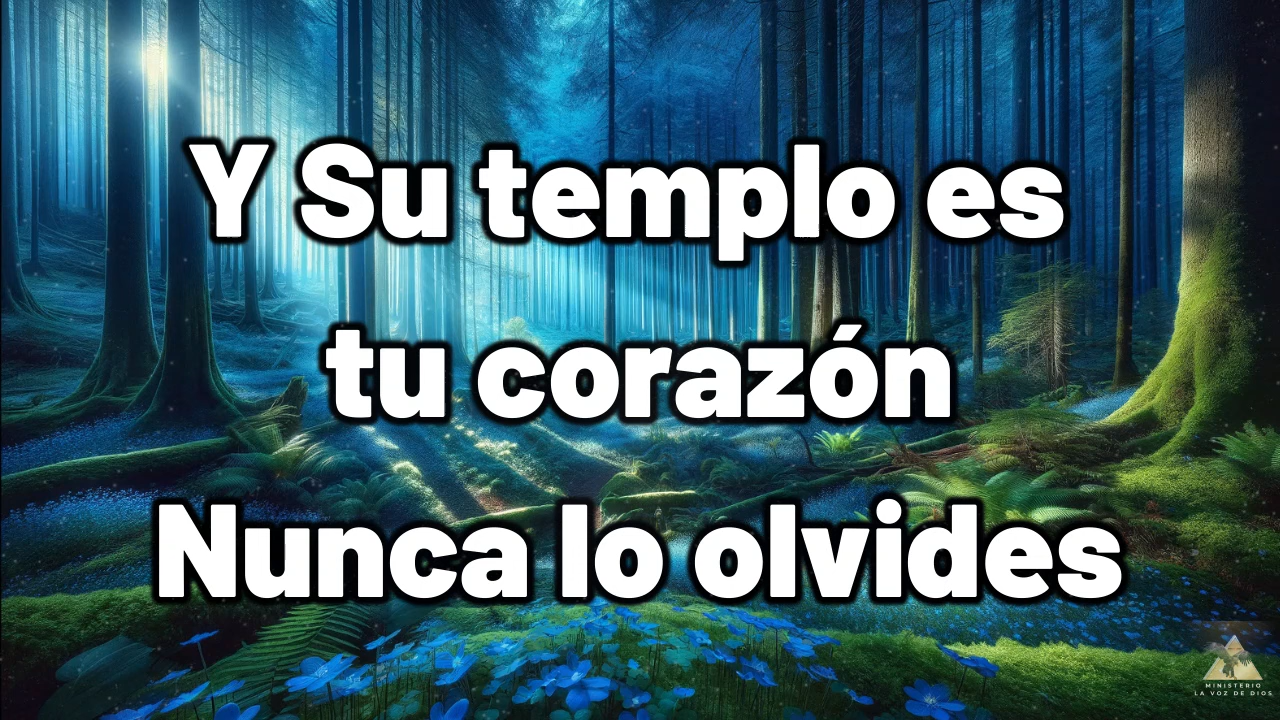 Y Su templo es
tu corazón
Nunca lo olvides
MINISTERIO
LA VOZ DE DIOS